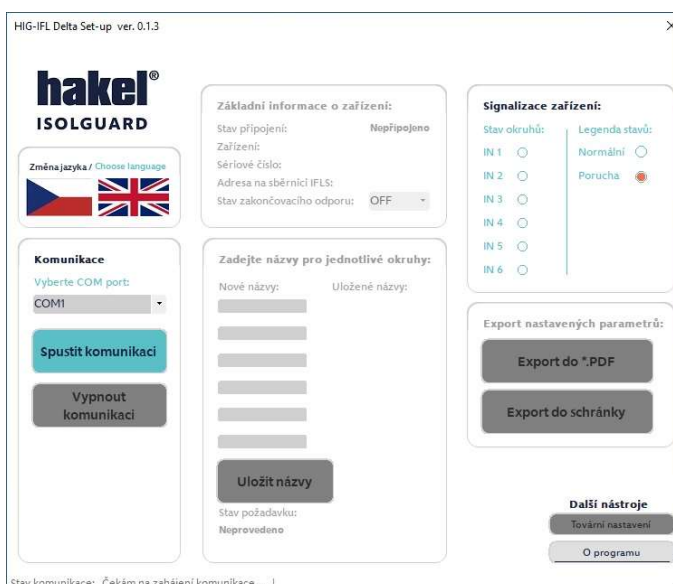 HIG-IFL Delta Set-up ver. 0.1.3
hakel®
ISOLGUARD
Změna jazyka / Choose language
Komunikace
Vyberte COM port:
COM1
Spustit komunikaci
Vypnout
komunikaci
Základní informace o zařízení:
Stav připojení: Nepřipojeno
Zařízení:
Sériové číslo:
Adresa na sběrnici IFLS:
Stav zakončovacího odporu: OFF
Zadejte názvy pro jednotlivé okruhy:
Nové názvy: Uložené názvy:
Uložit názvy
Stav požadavku:
Neprovedeno
Signalizace zařízení:
Stav okruhů: Legenda stavů:
IN 1 Normální
IN 2 Porucha
IN 3
IN 4
IN 5
IN 6
Export nastavených parametrů:
Export do *.PDF
Export do schránky
Další nástroje
Tovární nastavení
O programu
Stav komunikace: Čekám na zahájení komunikace ... |